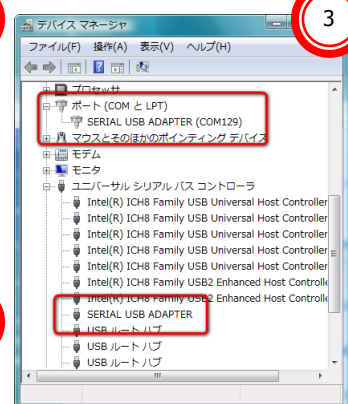 デバイス マネージャ
3
ファイル(F) 操作(A) 表示(V) ヘルプ(H)
プロセッサ
ポート (COM と LPT)
SERIAL USB ADAPTER (COM129)
マウスとそのほかのポインティング デバイス
モデム
モニタ
ユニバーサル シリアル バス コントローラ
Intel(R) ICH8 Family USB Universal Host Controller
Intel(R) ICH8 Family USB Universal Host Controller
Intel(R) ICH8 Family USB Universal Host Controller
Intel(R) ICH8 Family USB Universal Host Controller
Intel(R) ICH8 Family USB2 Enhanced Host Controlle
Intel(R) ICH8 Family USB2 Enhanced Host Controlle
SERIAL USB ADAPTER
USB ルート ハブ
USB ルート ハブ
USB ルート ハブ